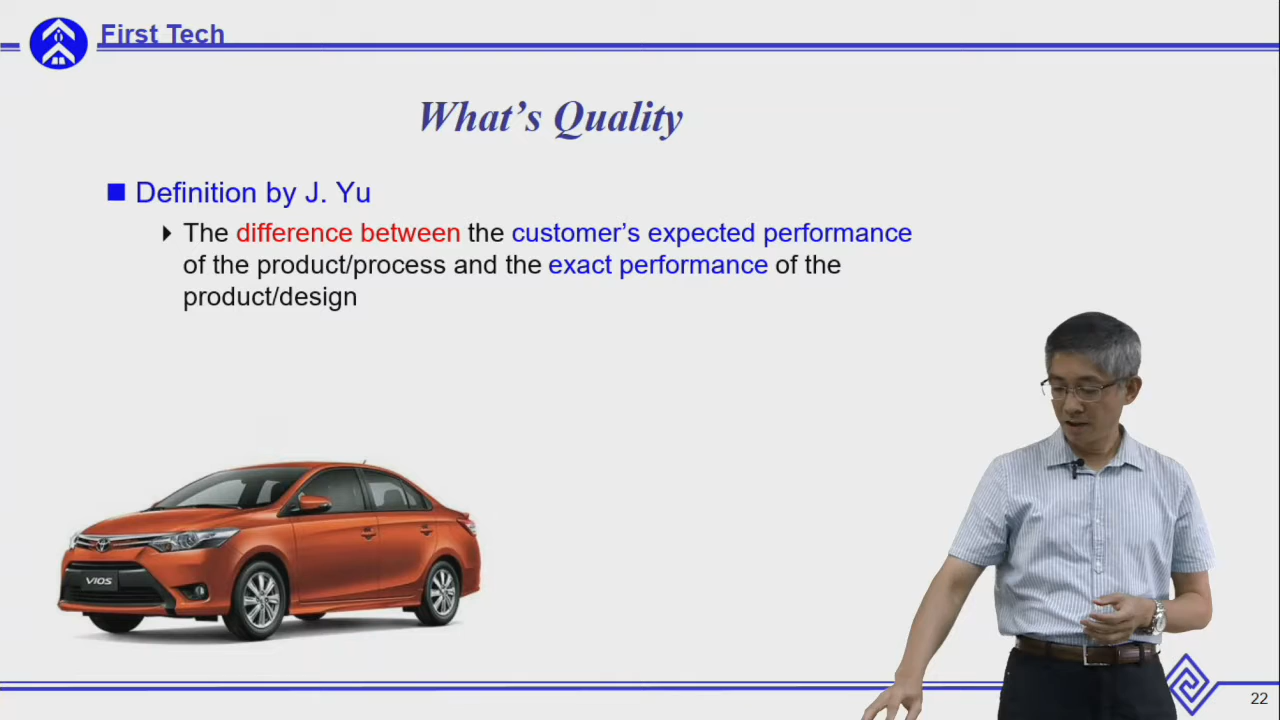 First Tech
What's Quality
Definition by J. Yu
The difference between the customer's expected performance
of the product/process and the exact performance of the
product/design
VIOS
22